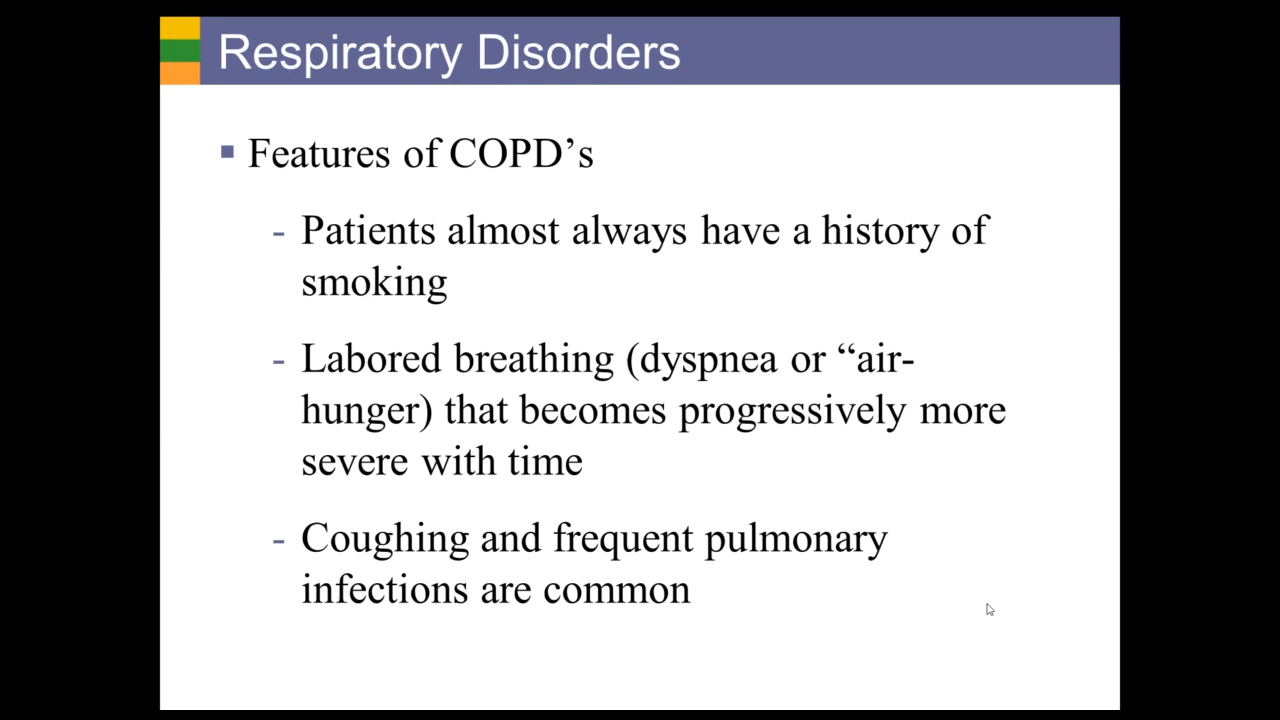 Respiratory Disorders
▪ Features of COPD’s
- Patients almost always have a history of
smoking
- Labored breathing (dyspnea or “air-
hunger) that becomes progressively more
severe with time
- Coughing and frequent pulmonary
infections are common